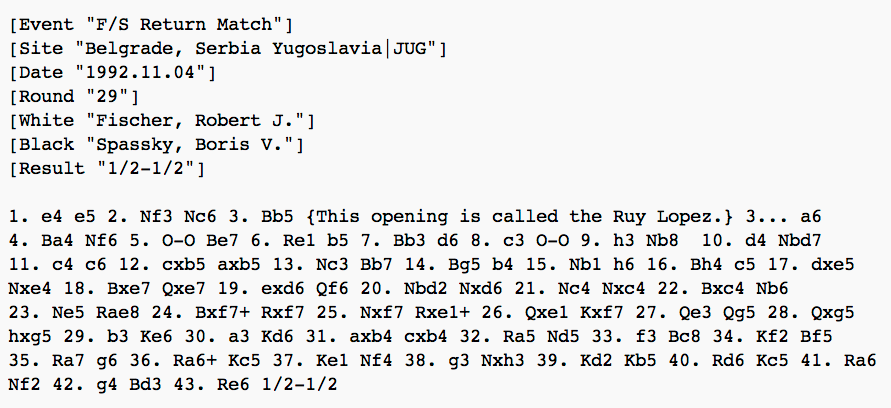 [Event "F/S Return Match"]
[Site "Belgrade, Serbia Yugoslavia|JUG"]
[Date "1992.11.04"]
[Round "29"]
[White "Fischer, Robert J."]
[Black "Spassky, Boris V."]
[Result "1/2-1/2"]

1. e4 e5 2. Nf3 Nc6 3. Bb5 {This opening is called the Ruy Lopez.} 3... a6
4. Ba4 Nf6 5. O-O Be7 6. Re1 b5 7. Bb3 d6 8. c3 O-O 9. h3 Nb8  10. d4 Nbd7
11. c4 c6 12. cxb5 axb5 13. Nc3 Bb7 14. Bg5 b4 15. Nb1 h6 16. Bh4 c5 17. dxe5
Nxe4 18. Bxe7 Qxe7 19. exd6 Qf6 20. Nbd2 Nxd6 21. Nc4 Nxc4 22. Bxc4 Nb6
23. Ne5 Rae8 24. Bxf7+ Rxf7 25. Nxf7 Rxe1+ 26. Qxe1 Kxf7 27. Qe3 Qg5 28. Qxg5
hxg5 29. b3 Ke6 30. a3 Kd6 31. axb4 cxb4 32. Ra5 Nd5 33. f3 Bc8 34. Kf2 Bf5
35. Ra7 g6 36. Ra6+ Kc5 37. Ke1 Nf4 38. g3 Nxh3 39. Kd2 Kb5 40. Rd6 Kc5 41. Ra6
Nf2 42. g4 Bd3 43. Re6 1/2-1/2